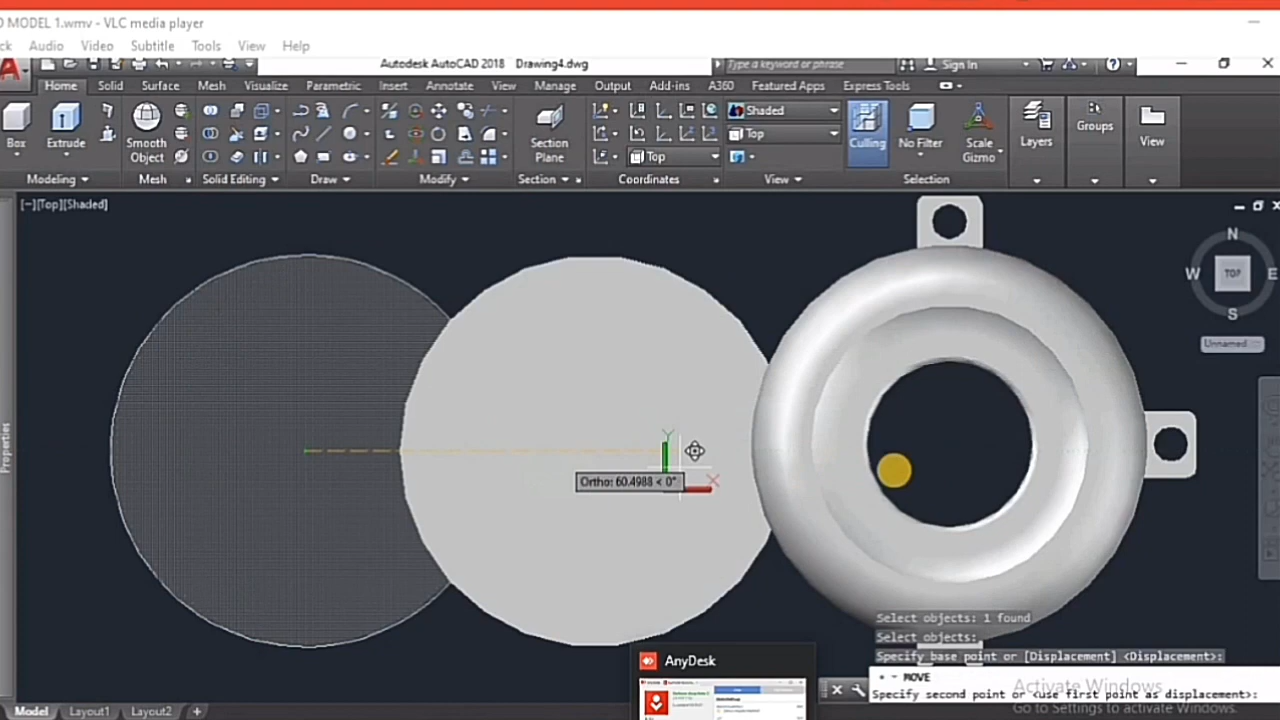 D MODEL 1.wmv - VLC media player
ck Audio Video Subtitle Tools View Help
Autodesk AutoCAD 2018 Drawing4.dwg
Type a keyword or phrase
Sign In
Home Solid Surface Mesh Visualize Parametric Insert Annotate View Manage Output Add-ins A360 Featured Apps Express Tools
Shaded
Top
Top
Box Extrude Smooth Object Section Plane Culling No Filter Scale Gizmo Layers Groups View
Modeling Mesh Solid Editing Draw Modify Section Coordinates View Selection
[−][Top][Shaded]
N
W TOP E
S
Unnamed
Properties
Y
X
Ortho: 60.4988 < 0°
Select objects: 1 found
Select objects:
Specify base point or [Displacement] <Displacement>:
MOVE
Specify second point or <use first point as displacement>:
AnyDesk
Activate Windows
Go to Settings to activate Windows.
Layout1 Layout2 +